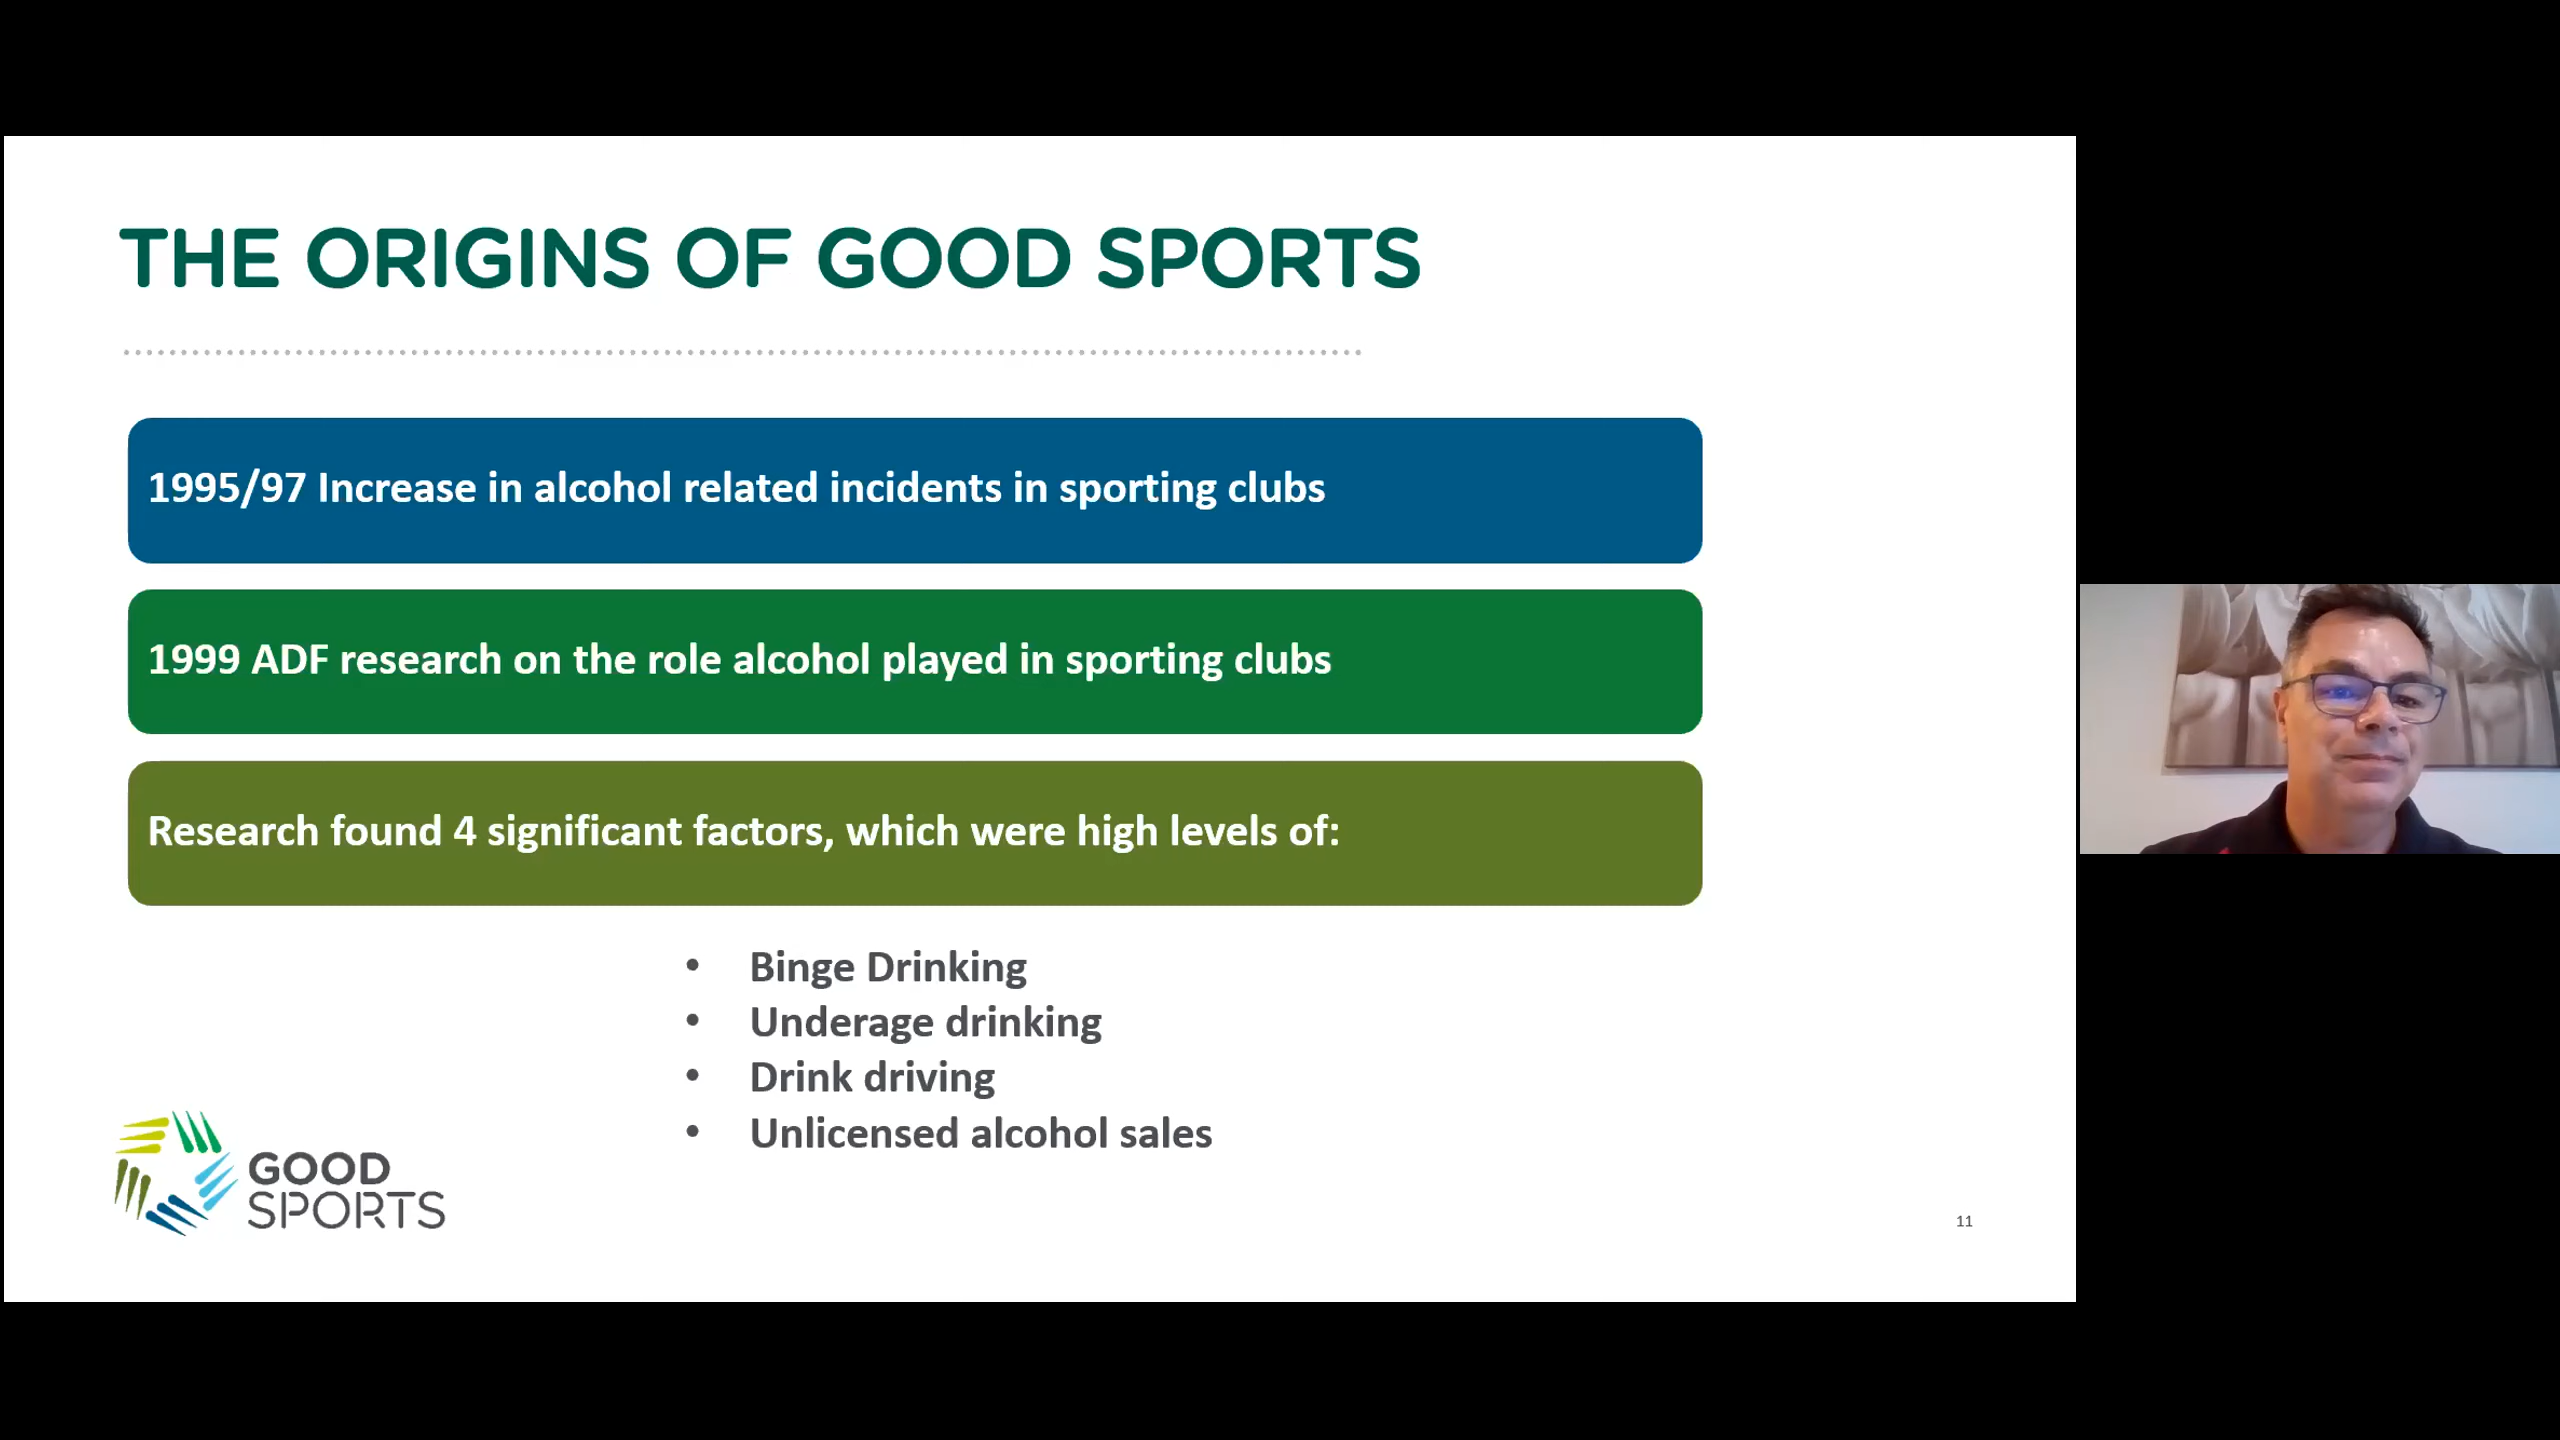 THE ORIGINS OF GOOD SPORTS
1995/97 Increase in alcohol related incidents in sporting clubs
1999 ADF research on the role alcohol played in sporting clubs
Research found 4 significant factors, which were high levels of:
• Binge Drinking
• Underage drinking
• Drink driving
• Unlicensed alcohol sales
GOOD
SPORTS
11